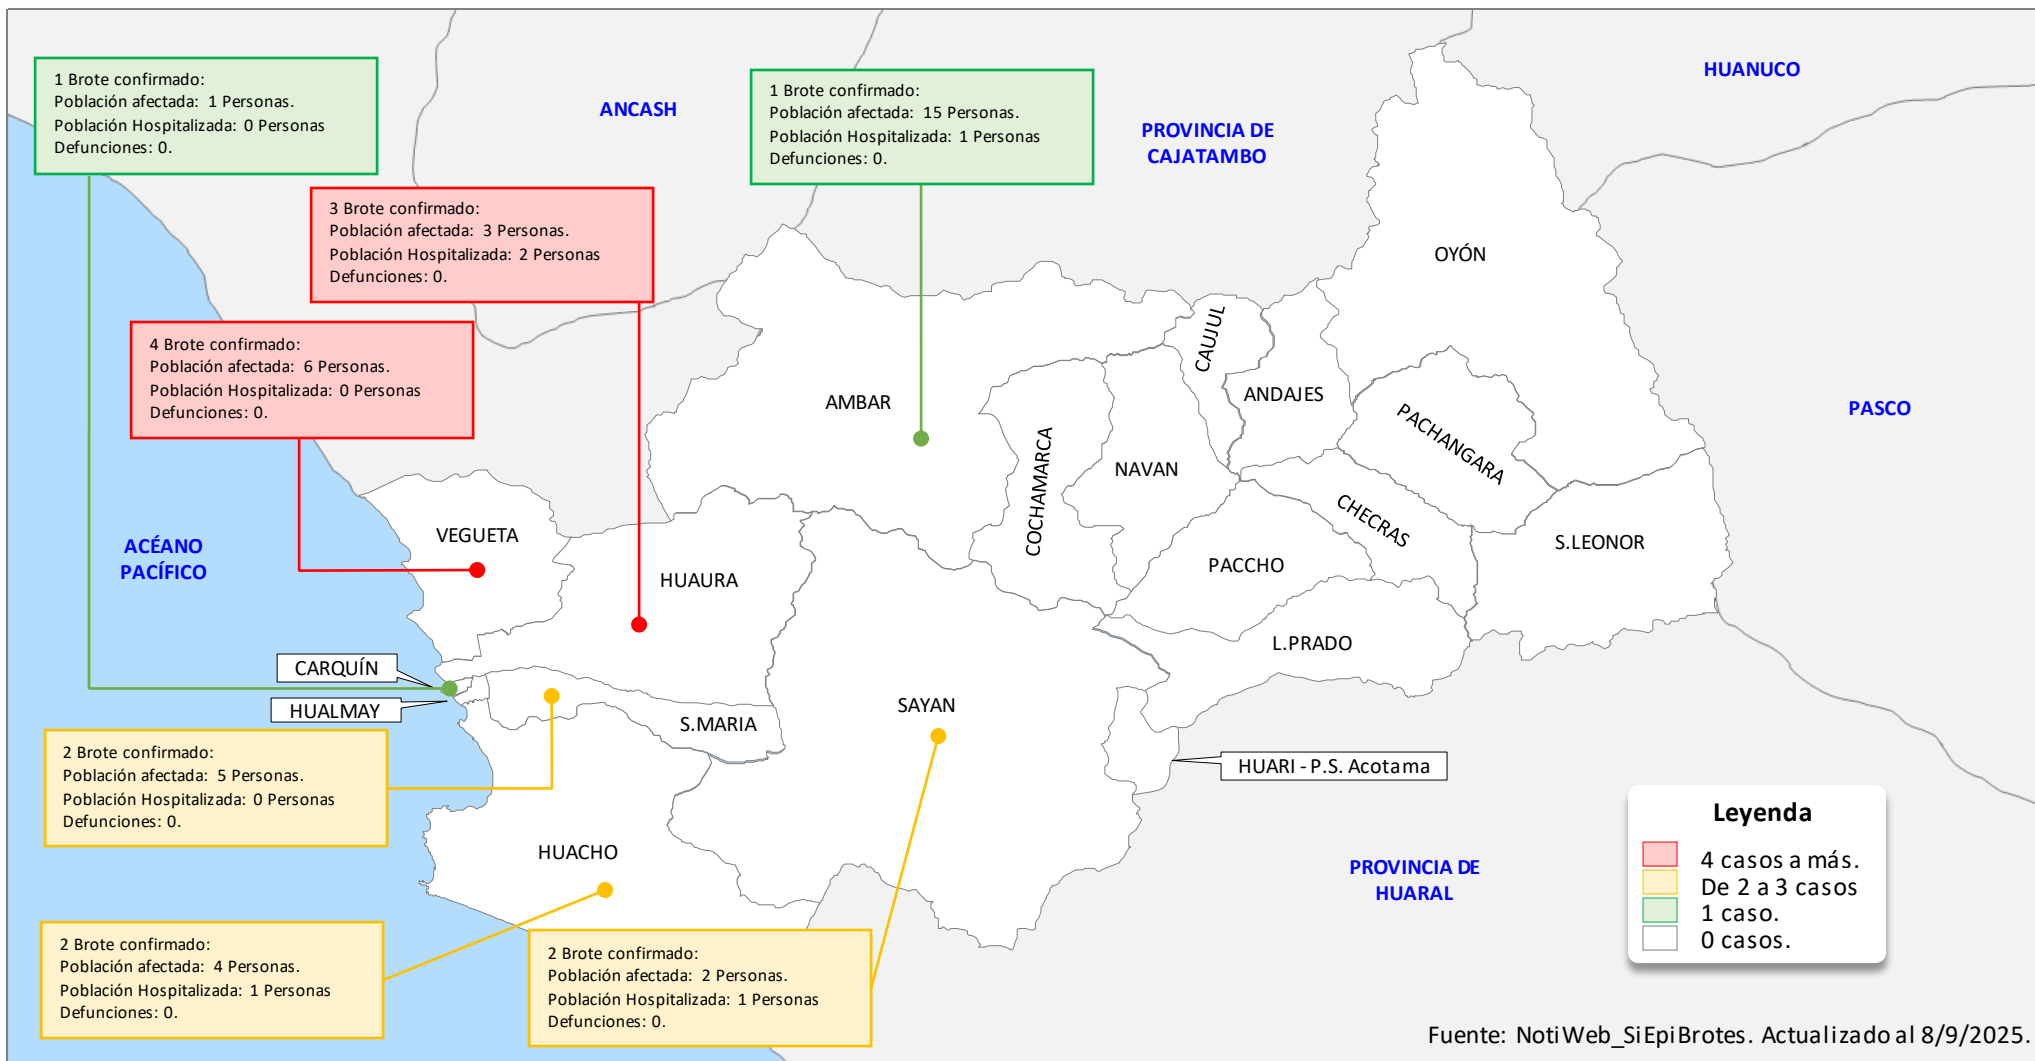 1 Brote confirmado:
Población afectada: 1 Personas.
Población Hospitalizada: 0 Personas
Defunciones: 0.
ANCASH
1 Brote confirmado:
Población afectada: 15 Personas.
Población Hospitalizada: 1 Personas
Defunciones: 0.
PROVINCIA DE
CAJATAMBO
HUANUCO
3 Brote confirmado:
Población afectada: 3 Personas.
Población Hospitalizada: 2 Personas
Defunciones: 0.
4 Brote confirmado:
Población afectada: 6 Personas.
Población Hospitalizada: 0 Personas
Defunciones: 0.
OYÓN
CAUJUL
AMBAR
ANDAJES
PASCO
PACHANGARA
COCHAMARCA
NAVAN
CHECRAS
VEGUETA
ACÉANO
PACÍFICO
HUAURA
PACCHO
S.LEONOR
L.PRADO
CARQUÍN
HUALMAY
SAYAN
S.MARIA
HUARI - P.S. Acotama
2 Brote confirmado:
Población afectada: 5 Personas.
Población Hospitalizada: 0 Personas
Defunciones: 0.
HUACHO
PROVINCIA DE
HUARAL
Leyenda
4 casos a más.
De 2 a 3 casos
1 caso.
0 casos.
2 Brote confirmado:
Población afectada: 4 Personas.
Población Hospitalizada: 1 Personas
Defunciones: 0.
2 Brote confirmado:
Población afectada: 2 Personas.
Población Hospitalizada: 1 Personas
Defunciones: 0.
Fuente: NotiWeb_SiEpiBrotes. Actualizado al 8/9/2025.